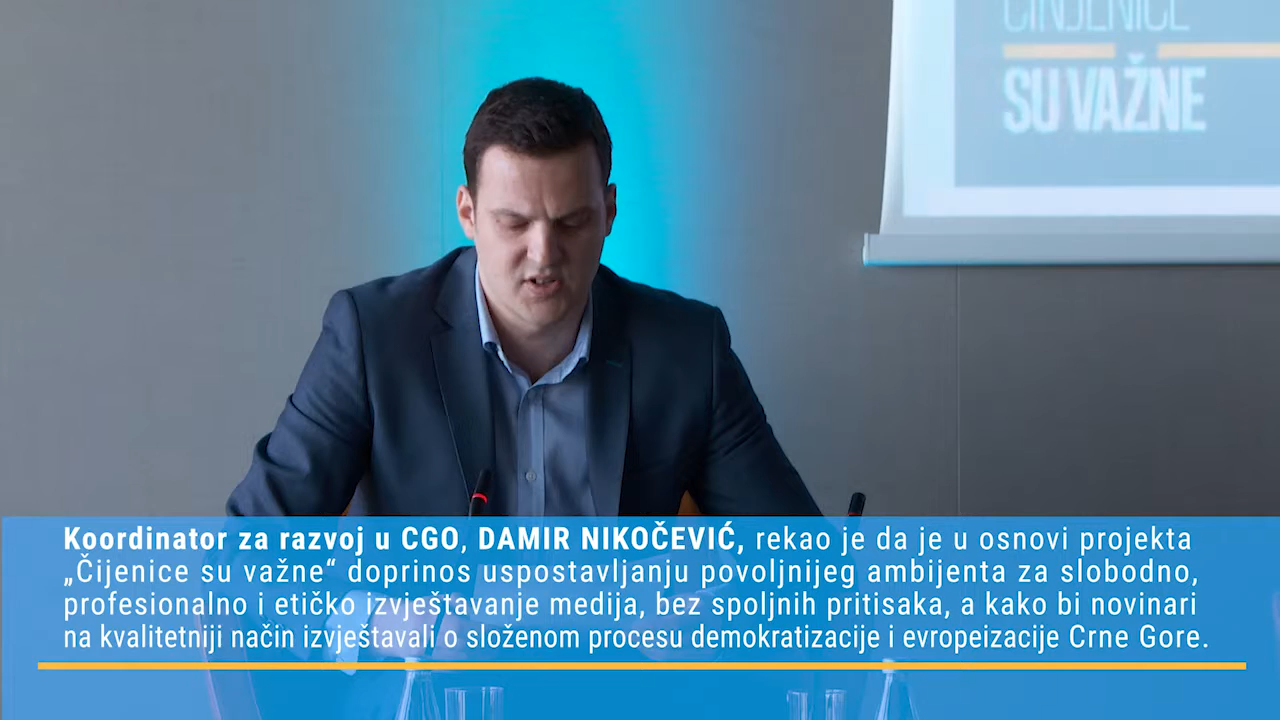 ČINJENICE
SU VAŽNE
Koordinator za razvoj u CGO, DAMIR NIKOČEVIĆ, rekao je da je u osnovi projekta
„Čijenice su važne“ doprinos uspostavljanju povoljnijeg ambijenta za slobodno,
profesionalno i etičko izvještavanje medija, bez spoljnih pritisaka, a kako bi novinari
na kvalitetniji način izvještavali o složenom procesu demokratizacije i evropeizacije Crne Gore.